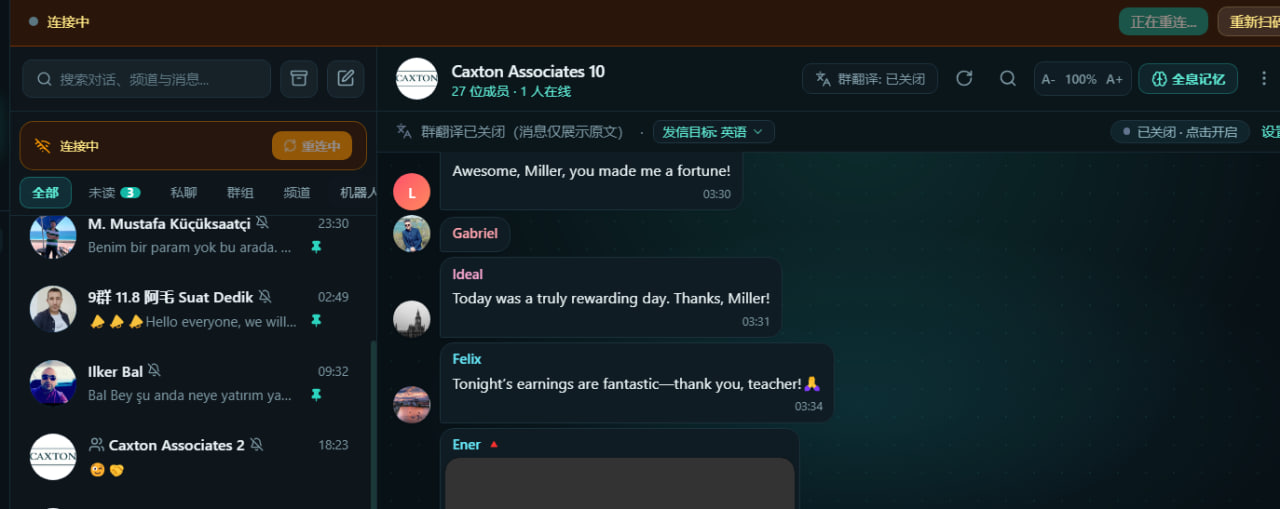 连接中
正在重连...
重新扫码
搜索对话、频道与消息...
CAXTON
Caxton Associates 10
27 位成员 · 1 人在线
群翻译: 已关闭
A- 100% A+
全息记忆
连接中
重连中
群翻译已关闭（消息仅展示原文）
·
发信目标: 英语
已关闭 · 点击开启
设置
全部
未读 3
私聊
群组
频道
机器人
M. Mustafa Küçüksaatçi
23:30
Benim bir param yok bu arada. ...
9群 11.8 阿毛 Suat Dedik
02:49
Hello everyone, we will...
Ilker Bal
09:32
Bal Bey şu anda neye yatırım ya...
CAXTON
Caxton Associates 2
18:23
Awesome, Miller, you made me a fortune!
03:30
L
Gabriel
Ideal
Today was a truly rewarding day. Thanks, Miller!
03:31
Felix
Tonight's earnings are fantastic—thank you, teacher!🙏
03:34
Ener 🔺